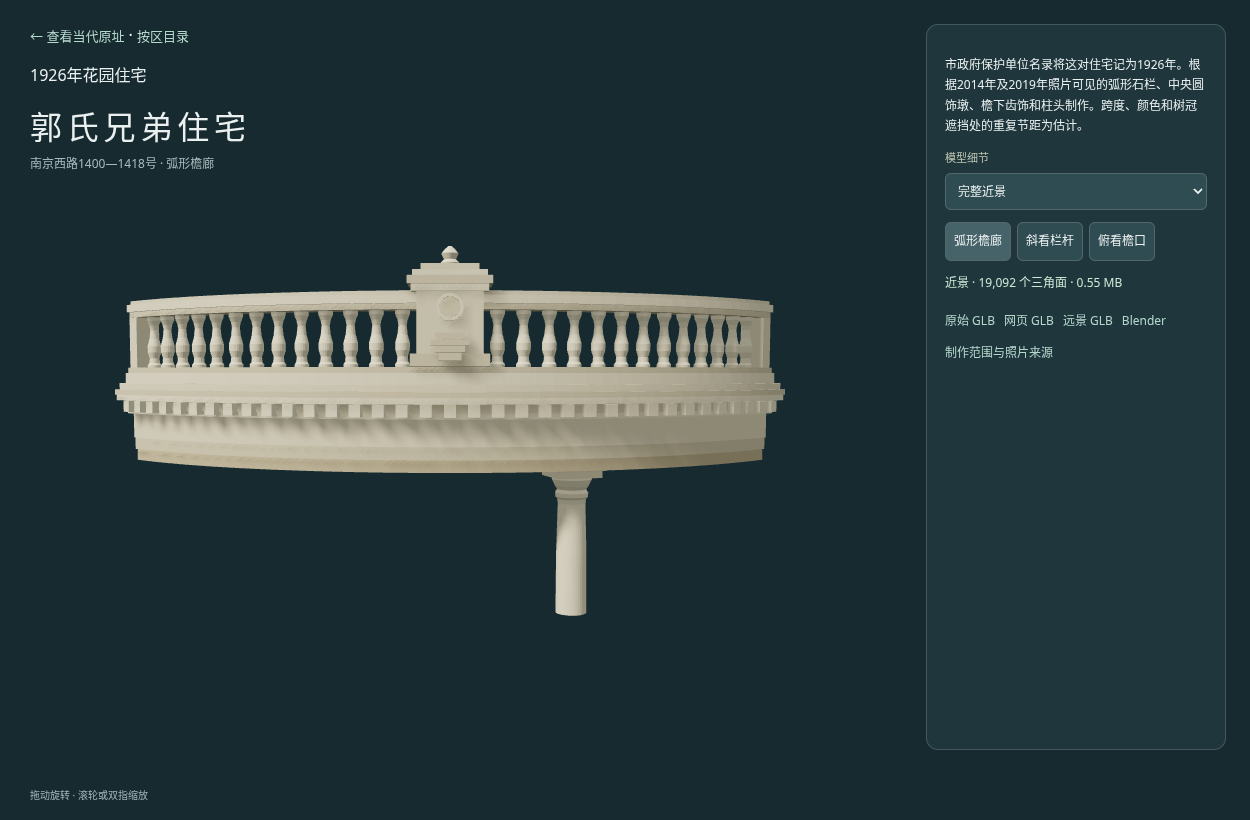 ← 查看当代原址 · 按区目录
1926年花园住宅
郭氏兄弟住宅
南京西路1400—1418号 · 弧形檐廊
市政府保护单位名录将这对住宅记为1926年。根
据2014年及2019年照片可见的弧形石栏、中央圆
饰墩、檐下齿饰和柱头制作。跨度、颜色和树冠
遮挡处的重复节距为估计。
模型细节
完整近景
弧形檐廊 斜看栏杆 俯看檐口
近景 · 19,092 个三角面 · 0.55 MB
原始 GLB 网页 GLB 远景 GLB Blender
制作范围与照片来源
拖动旋转 · 滚轮或双指缩放